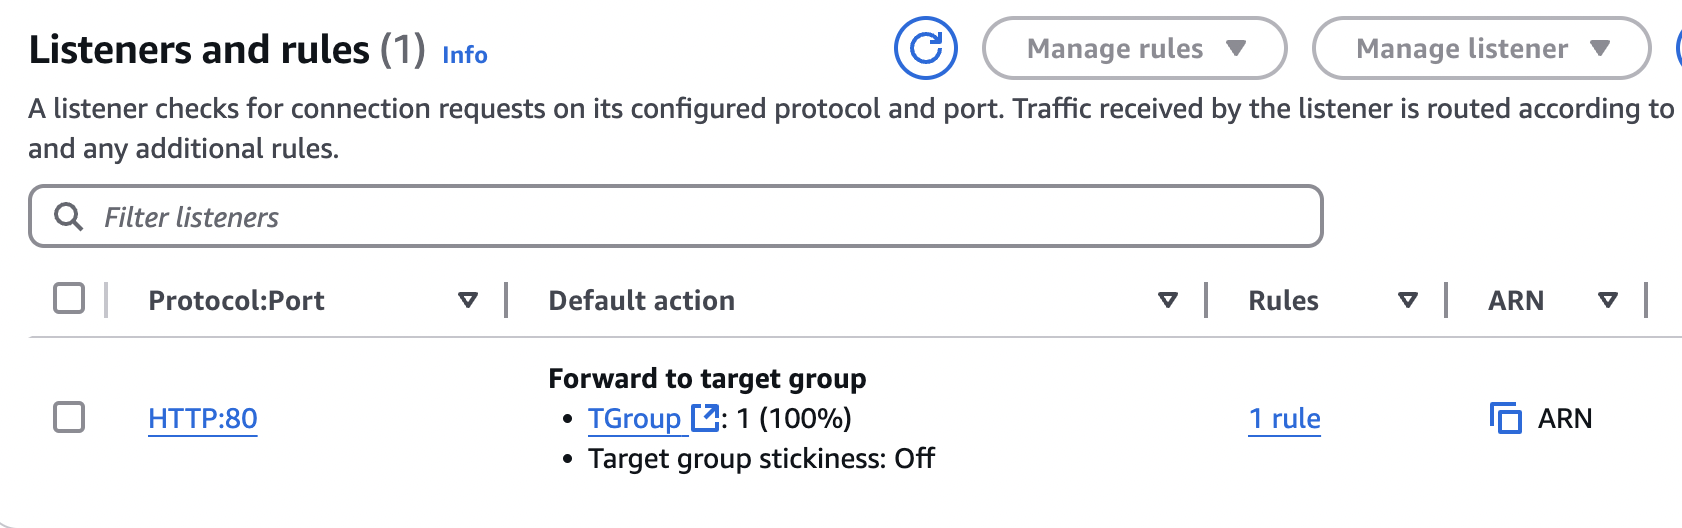 Listeners and rules (1) Info
Manage rules
Manage listener
A listener checks for connection requests on its configured protocol and port. Traffic received by the listener is routed according to
and any additional rules.
Filter listeners
Protocol:Port
Default action
Rules
ARN
HTTP:80
Forward to target group
• TGroup : 1 (100%)
• Target group stickiness: Off
1 rule
ARN